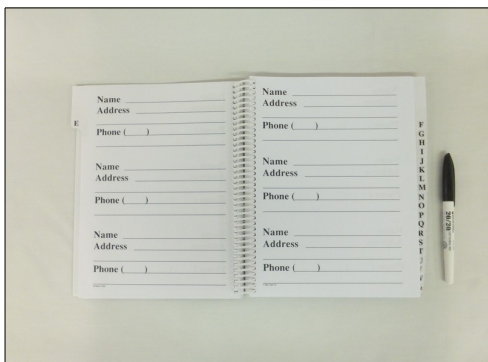 E
Name
Address
Phone (      )
Name
Address
Phone (      )
Name
Address
Phone (      )
Name
Address
Phone (      )
Name
Address
Phone (      )
Name
Address
Phone (      )
F
G
H
I
J
K
L
M
N
O
P
Q
R
S
T